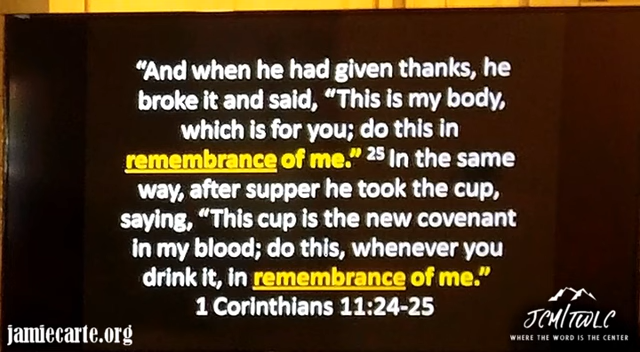 “And when he had given thanks, he
broke it and said, “This is my body,
which is for you; do this in
remembrance of me.” 25 In the same
way, after supper he took the cup,
saying, “This cup is the new covenant
in my blood; do this, whenever you
drink it, in remembrance of me.”
1 Corinthians 11:24-25
jamiecarte.org
JCMITWLC
WHERE THE WORD IS THE CENTER